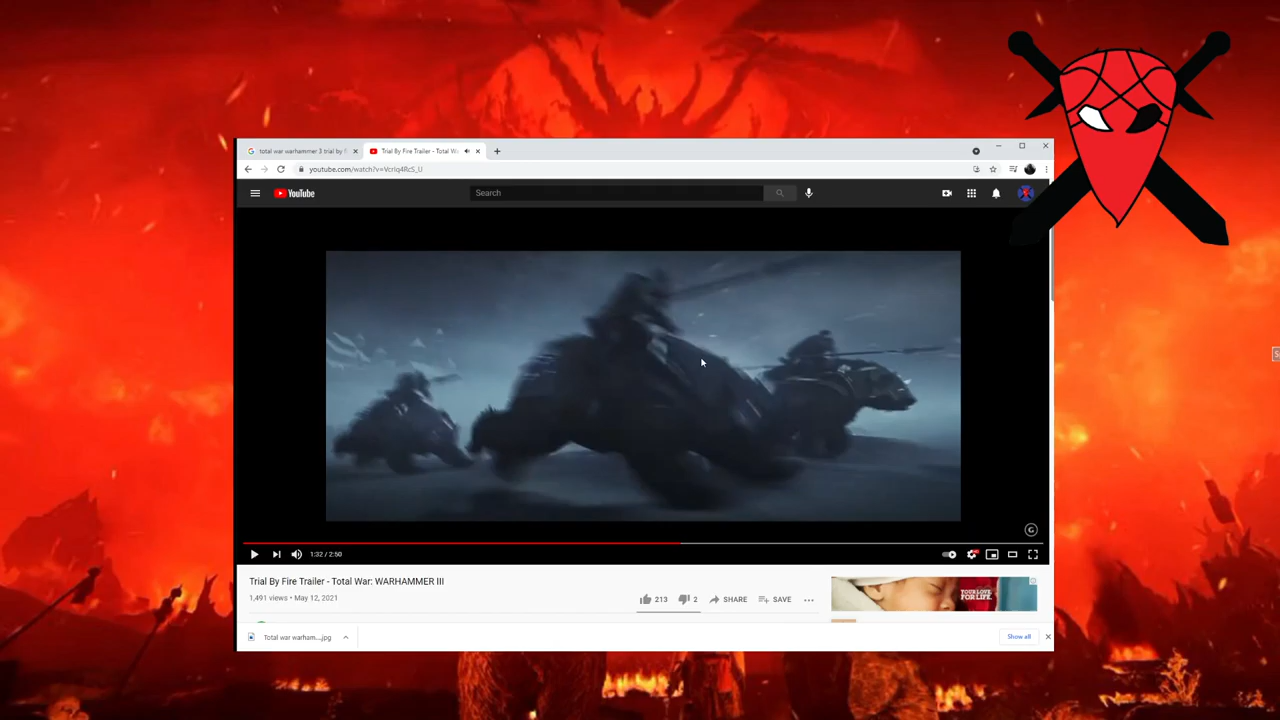 total war warhammer 3 trial by f
Trial By Fire Trailer - Total Wa
youtube.com/watch?v=Vcriq4RcS_U
YouTube
Search
G
1:32 / 2:50
Trial By Fire Trailer - Total War: WARHAMMER III
1,491 views • May 12, 2021
213
2
SHARE
SAVE
YOUR LOVE.
FOR LIFE.
Total war warham....jpg
Show all